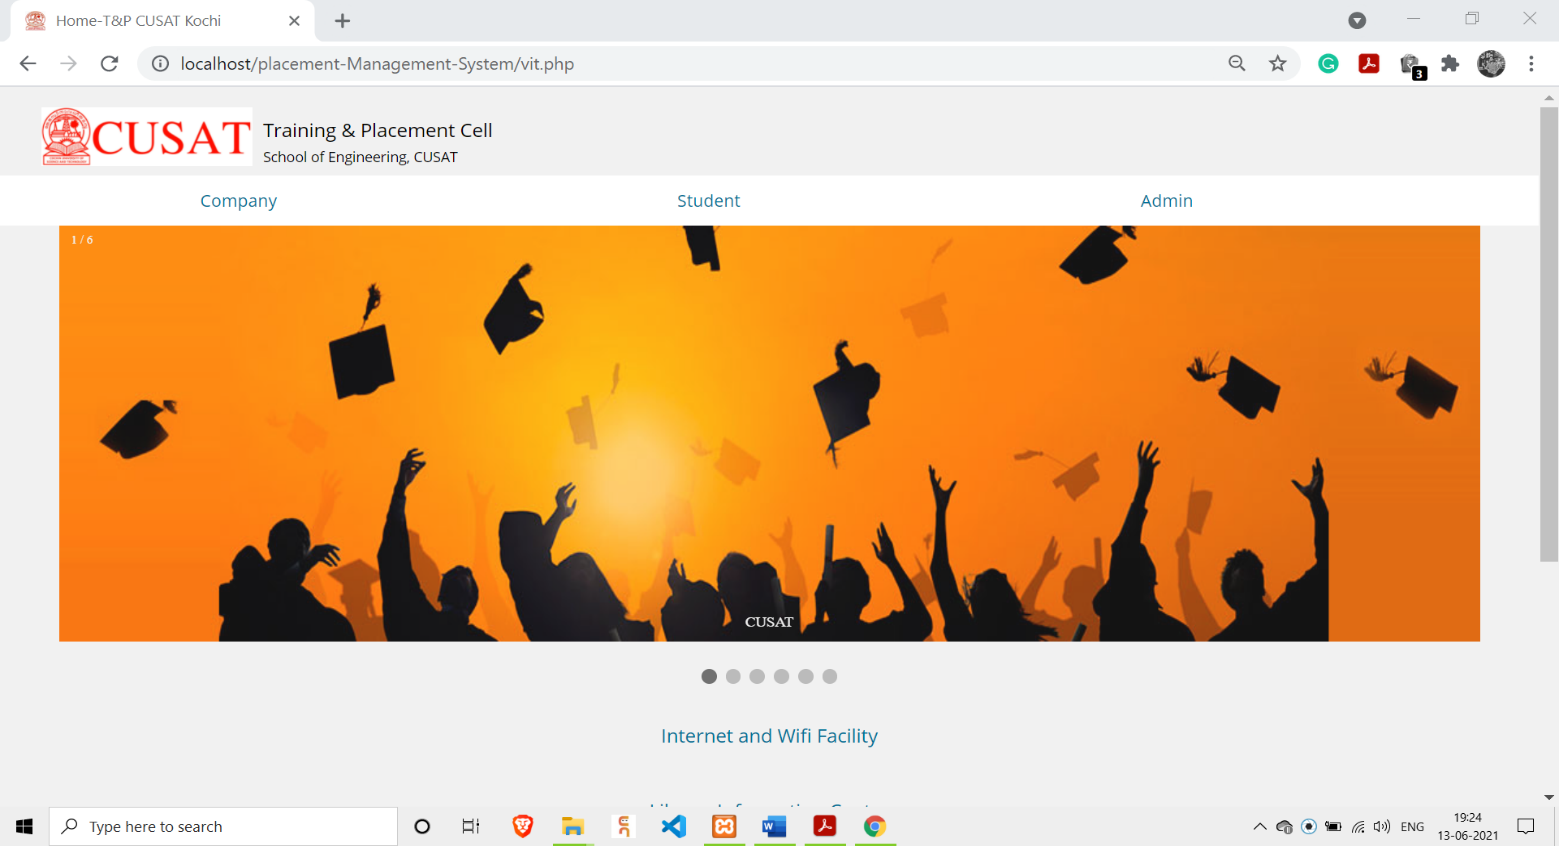 Home-T&P CUSAT Kochi
localhost/placement-Management-System/vit.php
3
CUSAT
Training & Placement Cell
School of Engineering, CUSAT
Company
Student
Admin
1 / 6
CUSAT
Internet and Wifi Facility
Type here to search
ENG
19:24
13-06-2021